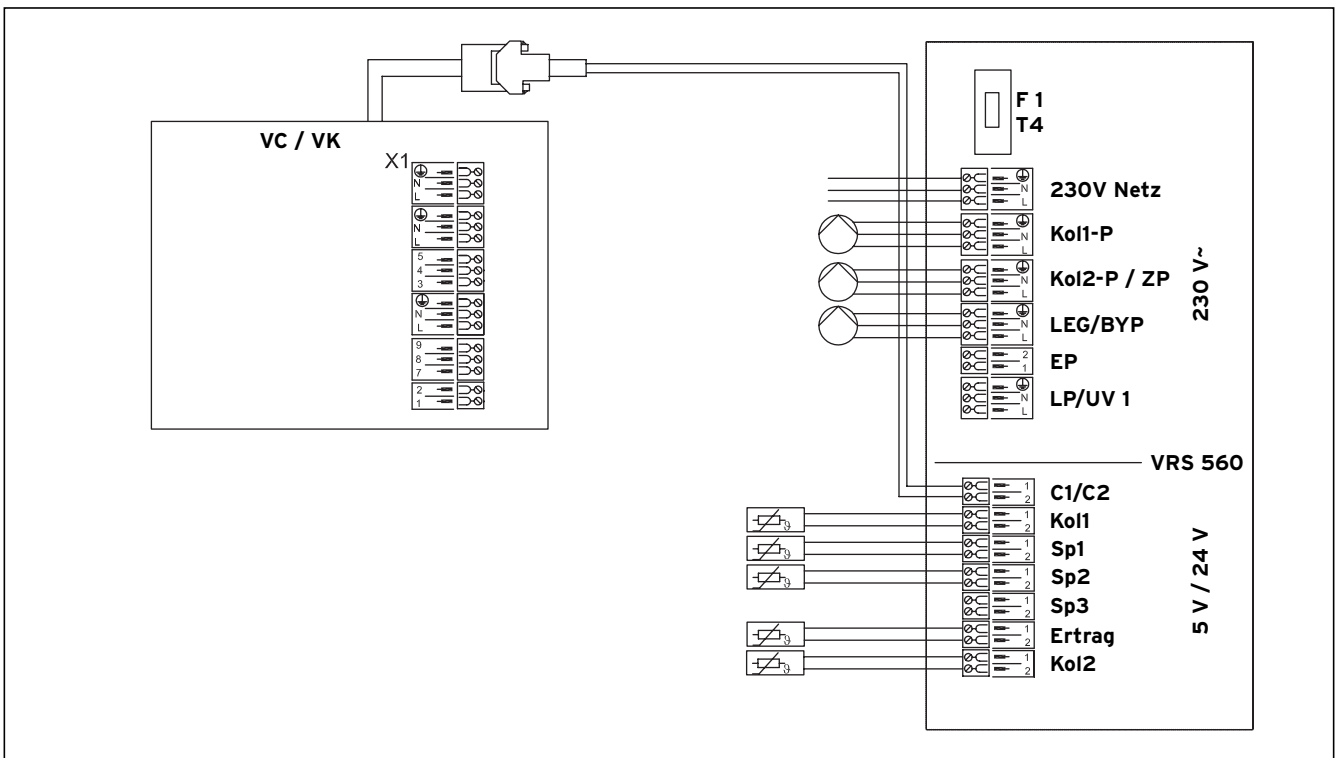 VC / VK
X1
N
L
N
L
5
4
3
N
L
9
8
7
2
1
F 1
T4
N
L
230V Netz
N
L
Kol1-P
N
L
Kol2-P / ZP
N
L
LEG/BYP
2
1
EP
N
L
LP/UV 1
230 V~
VRS 560
1
2
C1/C2
ϑ
1
2
Kol1
ϑ
1
2
Sp1
ϑ
1
2
Sp2
1
2
Sp3
ϑ
1
2
Ertrag
ϑ
1
2
Kol2
5 V / 24 V